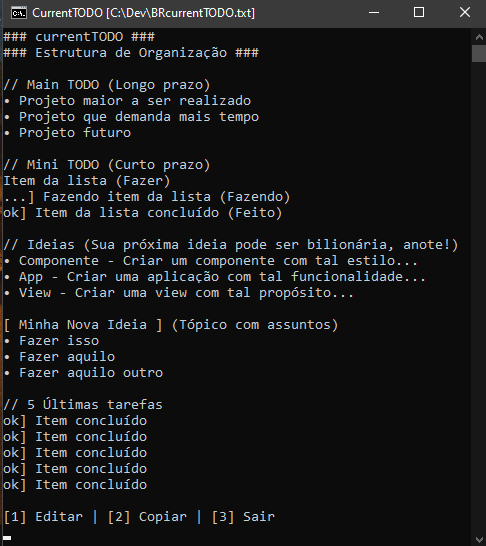 CurrentTODO [C:\Dev\BRcurrentTODO.txt]
### currentTODO ###
### Estrutura de Organização ###
// Main TODO (Longo prazo)
• Projeto maior a ser realizado
• Projeto que demanda mais tempo
• Projeto futuro
// Mini TODO (Curto prazo)
Item da lista (Fazer)
...] Fazendo item da lista (Fazendo)
ok] Item da lista concluído (Feito)
// Ideias (Sua próxima ideia pode ser bilionária, anote!)
• Componente - Criar um componente com tal estilo...
• App - Criar uma aplicação com tal funcionalidade...
• View - Criar uma view com tal propósito...
[ Minha Nova Ideia ] (Tópico com assuntos)
• Fazer isso
• Fazer aquilo
• Fazer aquilo outro
// 5 Últimas tarefas
ok] Item concluído
ok] Item concluído
ok] Item concluído
ok] Item concluído
ok] Item concluído
[1] Editar | [2] Copiar | [3] Sair